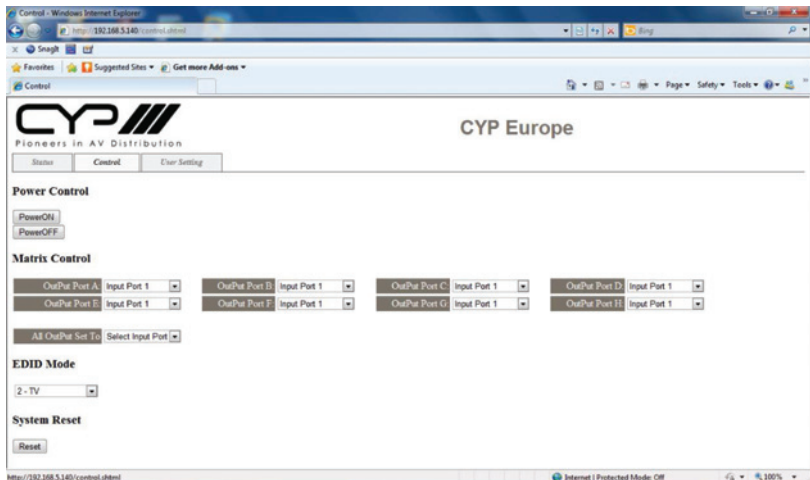 Control - Windows Internet Explorer
http://192.168.5.140/control.shtml
Bing
x Snagit
Favorites Suggested Sites Get more Add-ons
Control
Page Safety Tools
CYP
Pioneers in AV Distribution
CYP Europe
Status Control User Setting
Power Control
PowerON
PowerOFF
Matrix Control
OutPut Port A: Input Port 1 OutPut Port B: Input Port 1 OutPut Port C: Input Port 1 OutPut Port D: Input Port 1
OutPut Port E: Input Port 1 OutPut Port F: Input Port 1 OutPut Port G: Input Port 1 OutPut Port H: Input Port 1
All OutPut Set To: Select Input Port
EDID Mode
2 - TV
System Reset
Reset
http://192.168.5.140/control.shtml
Internet | Protected Mode: Off
100%